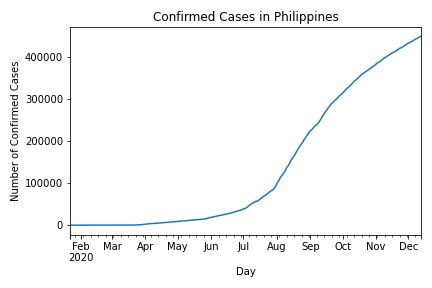 Confirmed Cases in Philippines
Number of Confirmed Cases
400000
300000
200000
100000
0
Feb Mar Apr May Jun Jul Aug Sep Oct Nov Dec
2020
Day